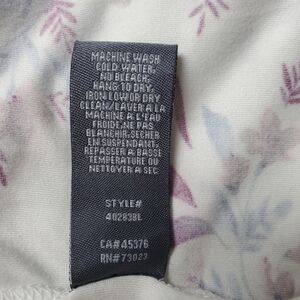 MACHINE WASH
COLD WATER,
NO BLEACH,
HANG TO DRY,
IRON LOW OR DRY
CLEAN/LAVER À LA
MACHINE À L'EAU
FROIDE,NE PAS
BLANCHIR,SÉCHER
EN SUSPENDANT,
REPASSER À BASSE
TEMPERATURE OU
NETTOYER À SEC
STYLE#
402838L
CA#45376
RN#73023